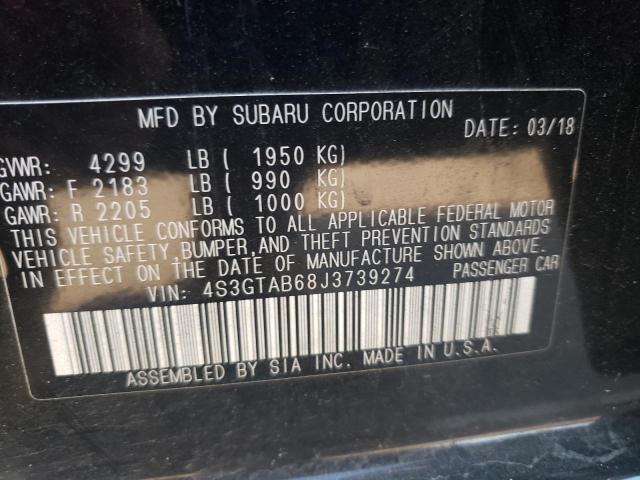 MFD BY SUBARU CORPORATION
DATE: 03/18
GVWR: 4299 LB ( 1950 KG)
GAWR: F 2183 LB ( 990 KG)
GAWR: R 2205 LB ( 1000 KG)
THIS VEHICLE CONFORMS TO ALL APPLICABLE FEDERAL MOTOR
VEHICLE SAFETY, BUMPER, AND THEFT PREVENTION STANDARDS
IN EFFECT ON THE DATE OF MANUFACTURE SHOWN ABOVE.
VIN: 4S3GTAB68J3739274 PASSENGER CAR
ASSEMBLED BY SIA INC. MADE IN U.S.A.